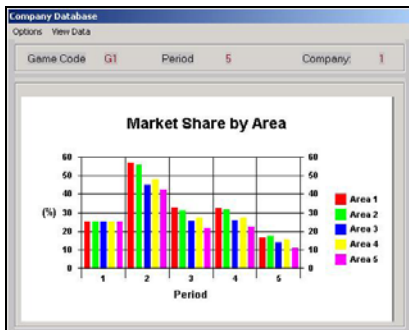 Company Database
Options View Data
Game Code G1 Period 5 Company: 1
Market Share by Area
60 60
50 50
40 40
(%) 30 30
20 20
10 10
0 0
1 2 3 4 5
Period
Area 1
Area 2
Area 3
Area 4
Area 5